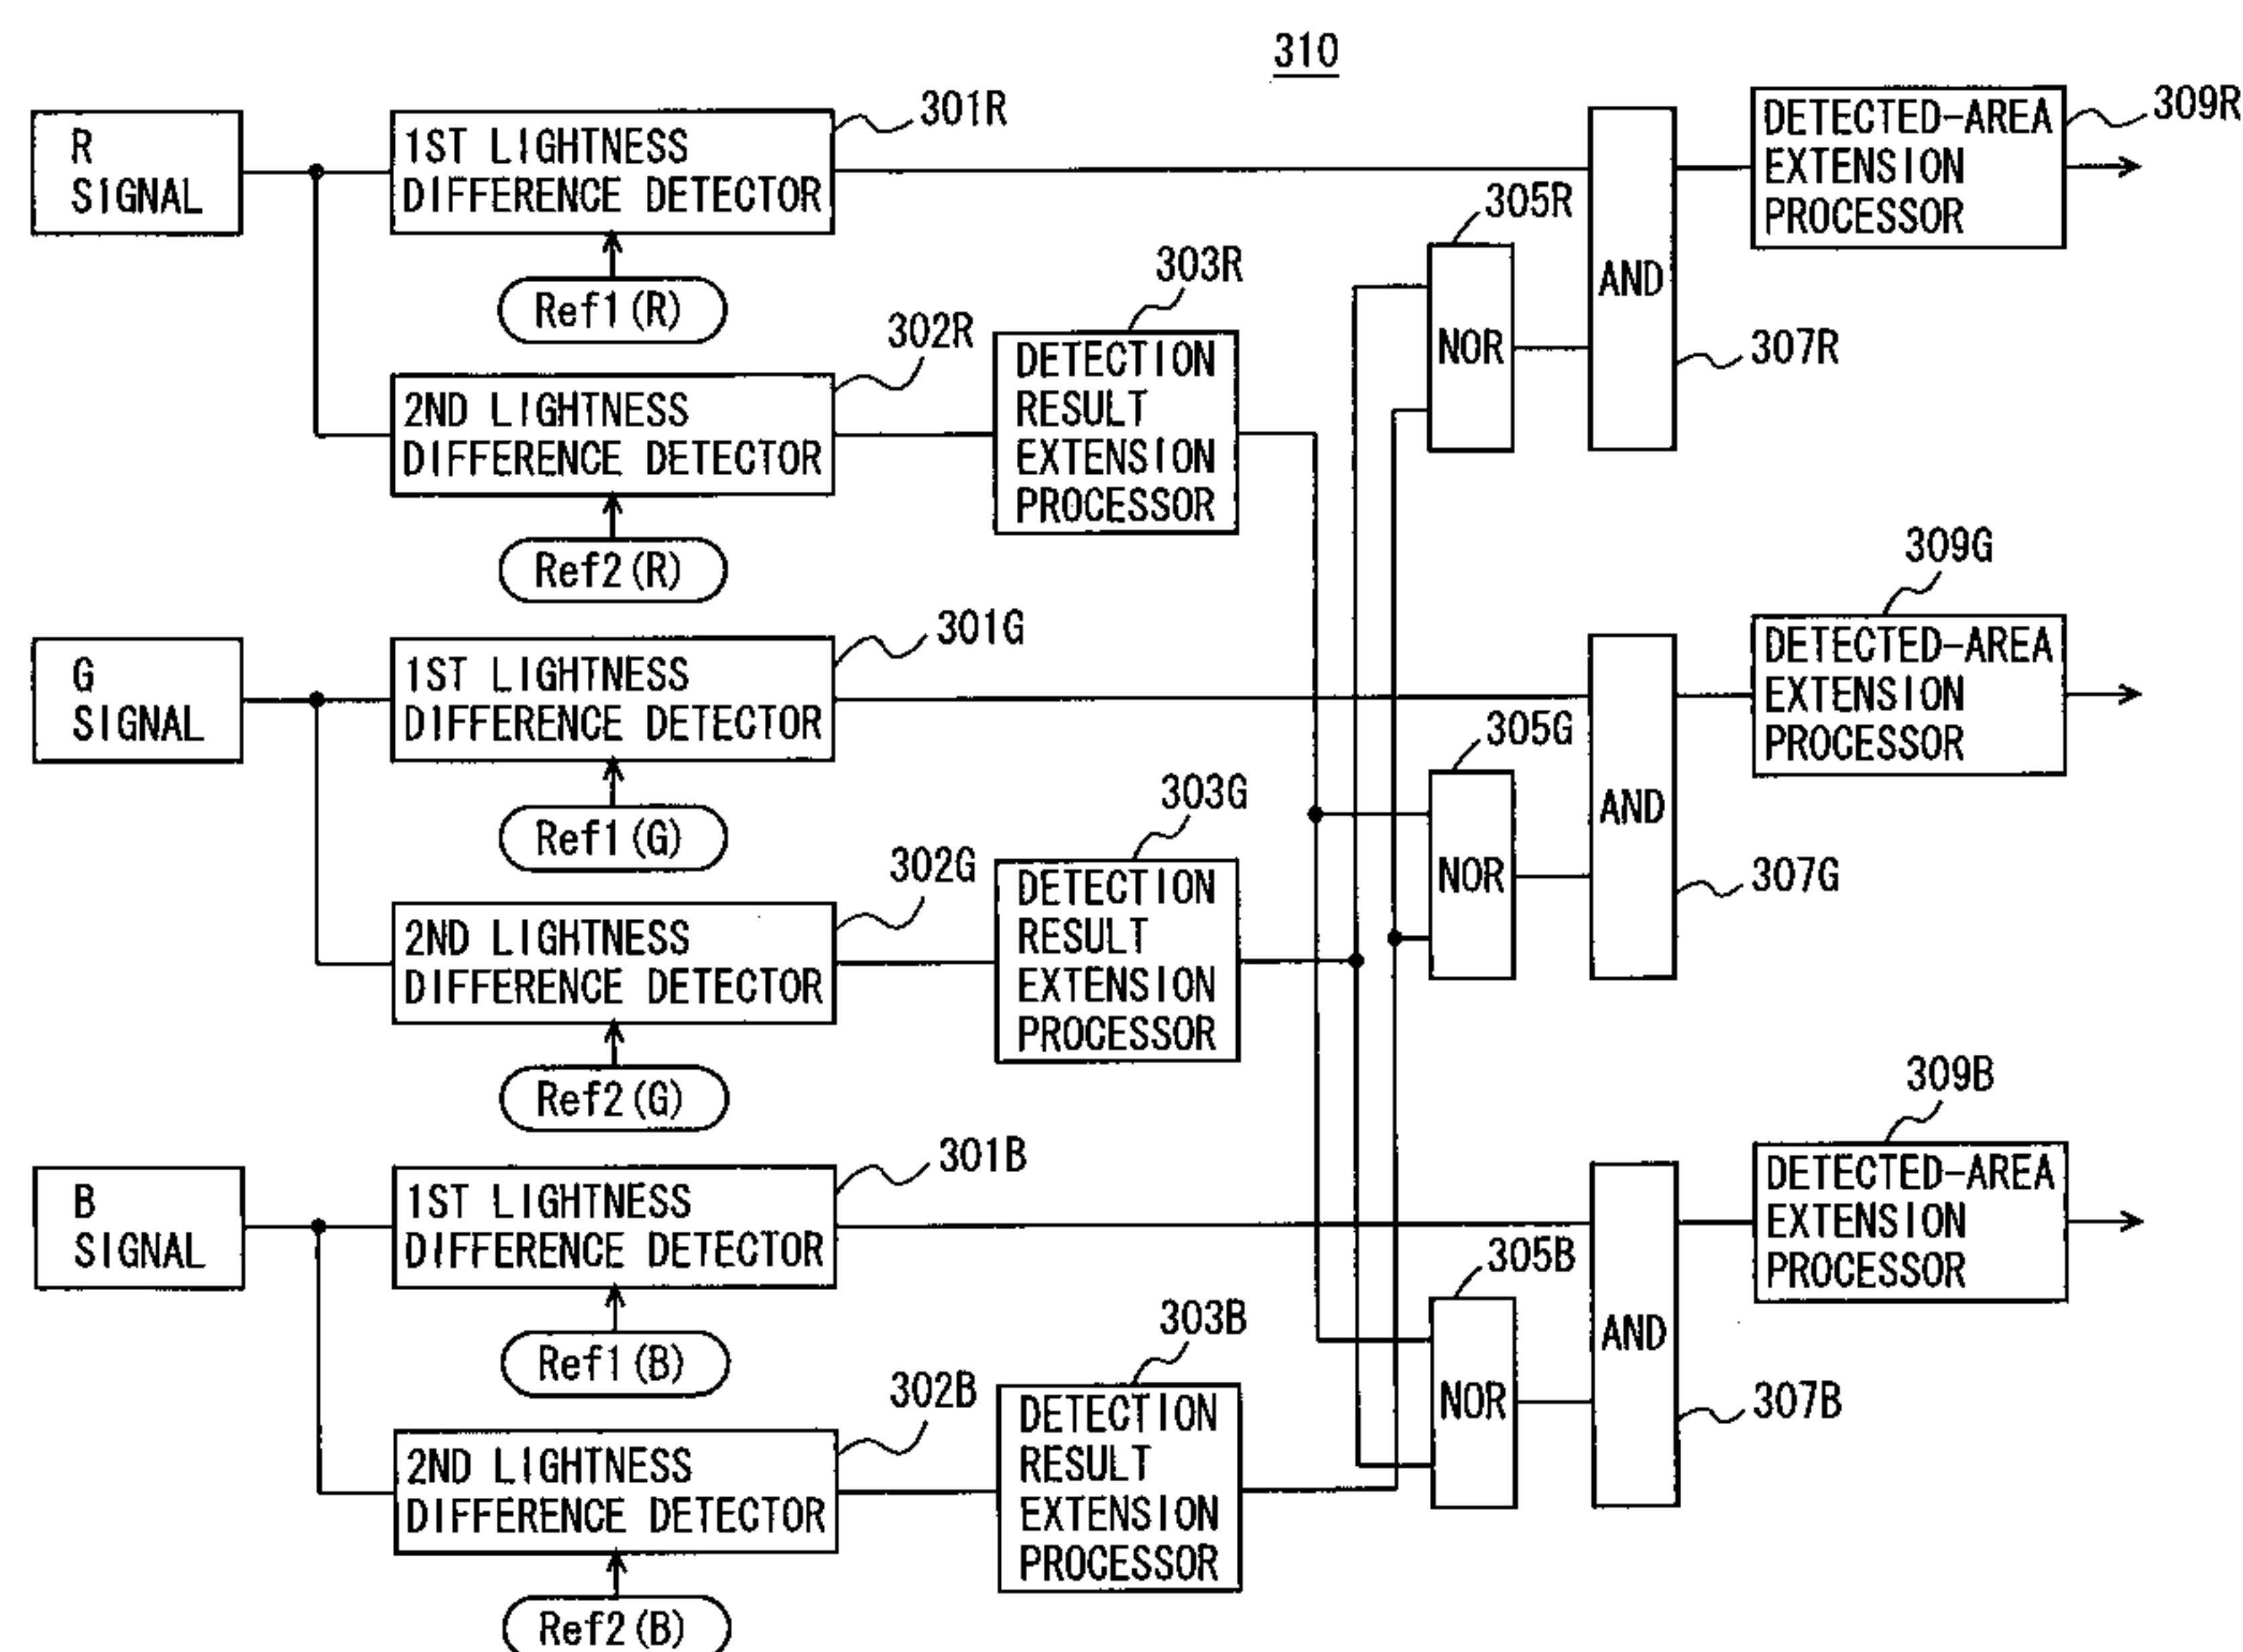 310
R
SIGNAL
1ST LIGHTNESS
DIFFERENCE DETECTOR
301R
Ref1(R)
2ND LIGHTNESS
DIFFERENCE DETECTOR
302R
Ref2(R)
303R
DETECTION
RESULT
EXTENSION
PROCESSOR
305R
NOR
AND
307R
DETECTED-AREA
EXTENSION
PROCESSOR
309R
G
SIGNAL
1ST LIGHTNESS
DIFFERENCE DETECTOR
301G
Ref1(G)
2ND LIGHTNESS
DIFFERENCE DETECTOR
302G
Ref2(G)
303G
DETECTION
RESULT
EXTENSION
PROCESSOR
305G
NOR
AND
307G
309G
DETECTED-AREA
EXTENSION
PROCESSOR
B
SIGNAL
1ST LIGHTNESS
DIFFERENCE DETECTOR
301B
Ref1(B)
2ND LIGHTNESS
DIFFERENCE DETECTOR
302B
Ref2(B)
303B
DETECTION
RESULT
EXTENSION
PROCESSOR
305B
NOR
AND
307B
309B
DETECTED-AREA
EXTENSION
PROCESSOR